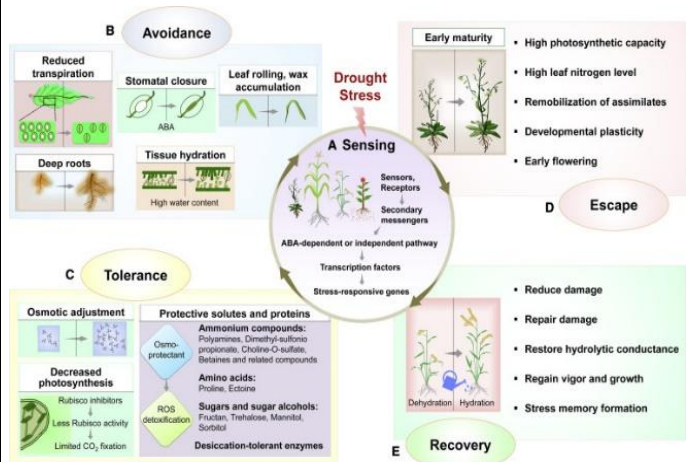 B Avoidance
Reduced
transpiration
Stomatal closure
ABA
Leaf rolling, wax
accumulation
Deep roots
Tissue hydration
High water content
Drought
Stress
A Sensing
Sensors,
Receptors
Secondary
messengers
ABA-dependent or independent pathway
Transcription factors
Stress-responsive genes
Early maturity
▪ High photosynthetic capacity
▪ High leaf nitrogen level
▪ Remobilization of assimilates
▪ Developmental plasticity
▪ Early flowering
D Escape
C Tolerance
Osmotic adjustment
Decreased
photosynthesis
Rubisco inhibitors
Less Rubisco activity
Limited CO₂ fixation
Protective solutes and proteins
Osmo-
protectant
ROS
detoxification
Ammonium compounds:
Polyamines, Dimethyl-sulfonio
propionate, Choline-O-sulfate,
Betaines and related compounds
Amino acids:
Proline, Ectoine
Sugars and sugar alcohols:
Fructan, Trehalose, Mannitol,
Sorbitol
Desiccation-tolerant enzymes
Dehydration
Hydration
▪ Reduce damage
▪ Repair damage
▪ Restore hydrolytic conductance
▪ Regain vigor and growth
▪ Stress memory formation
E Recovery